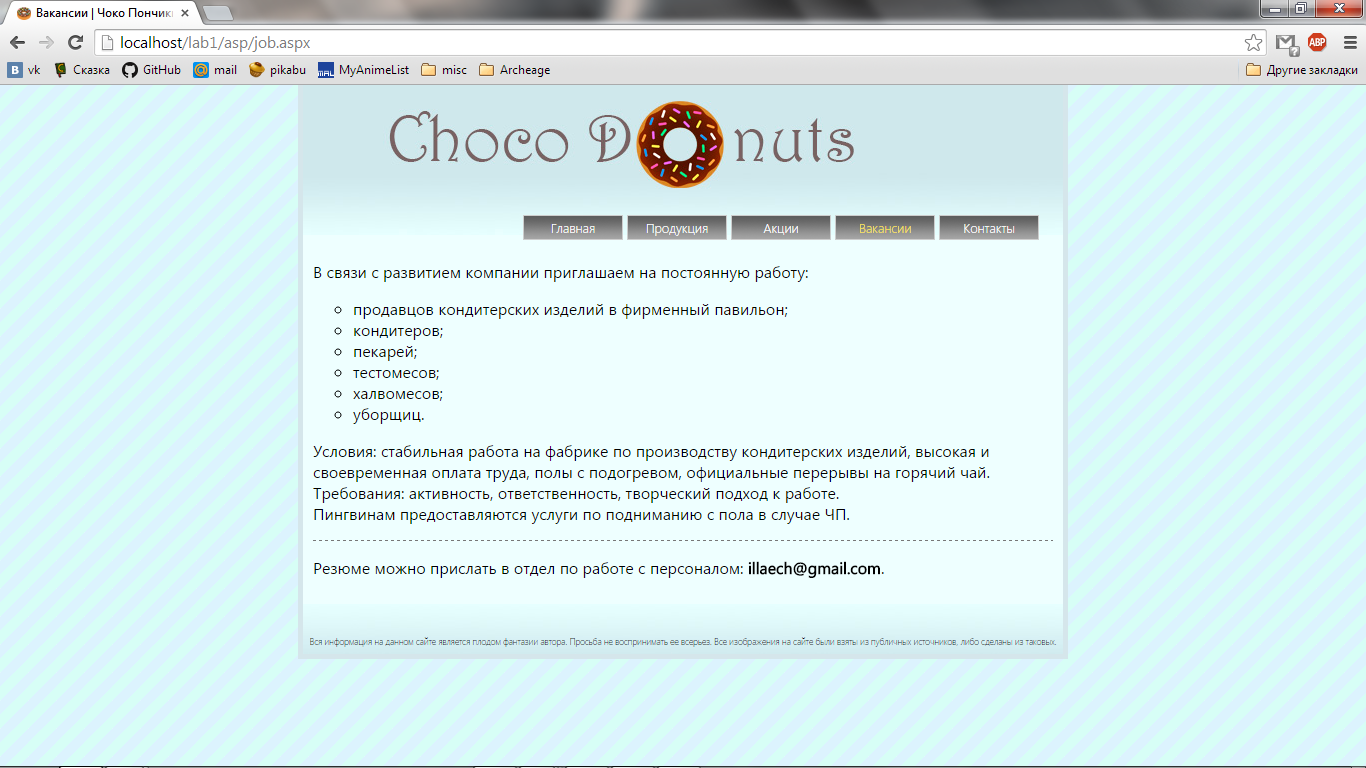 Вакансии | Чоко Пончик
localhost/lab1/asp/job.aspx
vk Сказка GitHub mail pikabu MyAnimeList misc Archeage Другие закладки
Choco Donuts
Главная Продукция Акции Вакансии Контакты
В связи с развитием компании приглашаем на постоянную работу:
продавцов кондитерских изделий в фирменный павильон;
кондитеров;
пекарей;
тестомесов;
халвомесов;
уборщиц.
Условия: стабильная работа на фабрике по производству кондитерских изделий, высокая и
своевременная оплата труда, полы с подогревом, официальные перерывы на горячий чай.
Требования: активность, ответственность, творческий подход к работе.
Пингвинам предоставляются услуги по подниманию с пола в случае ЧП.
Резюме можно прислать в отдел по работе с персоналом: illaech@gmail.com.
Вся информация на данном сайте является плодом фантазии автора. Просьба не воспринимать ее всерьез. Все изображения на сайте были взяты из публичных источников, либо сделаны из таковых.